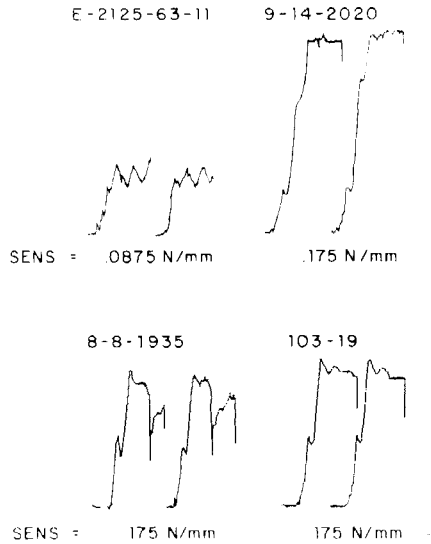 E-2125-63-11 9-14-2020
SENS = .0875 N/mm .175 N/mm
8-8-1935 103-19
SENS = 175 N/mm 175 N/mm